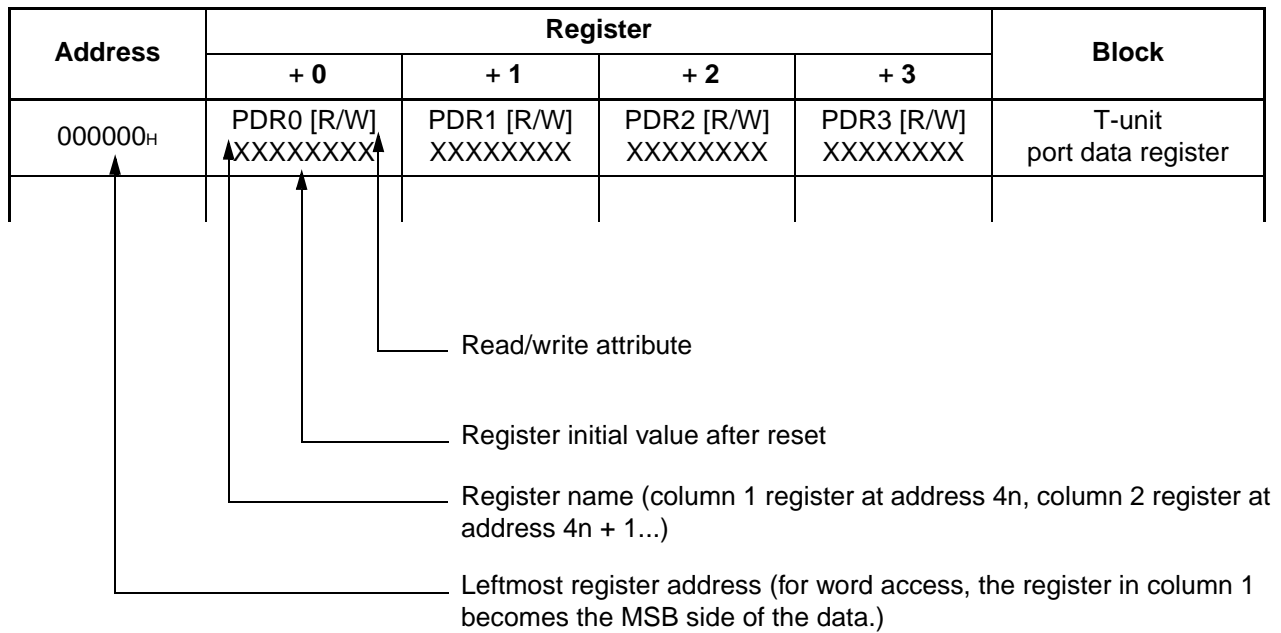 Address Register Block
+ 0 + 1 + 2 + 3
000000H PDR0 [R/W] PDR1 [R/W] PDR2 [R/W] PDR3 [R/W] T-unit
XXXXXXXX XXXXXXXX XXXXXXXX XXXXXXXX port data register
Read/write attribute
Register initial value after reset
Register name (column 1 register at address 4n, column 2 register at
address 4n + 1...)
Leftmost register address (for word access, the register in column 1
becomes the MSB side of the data.)